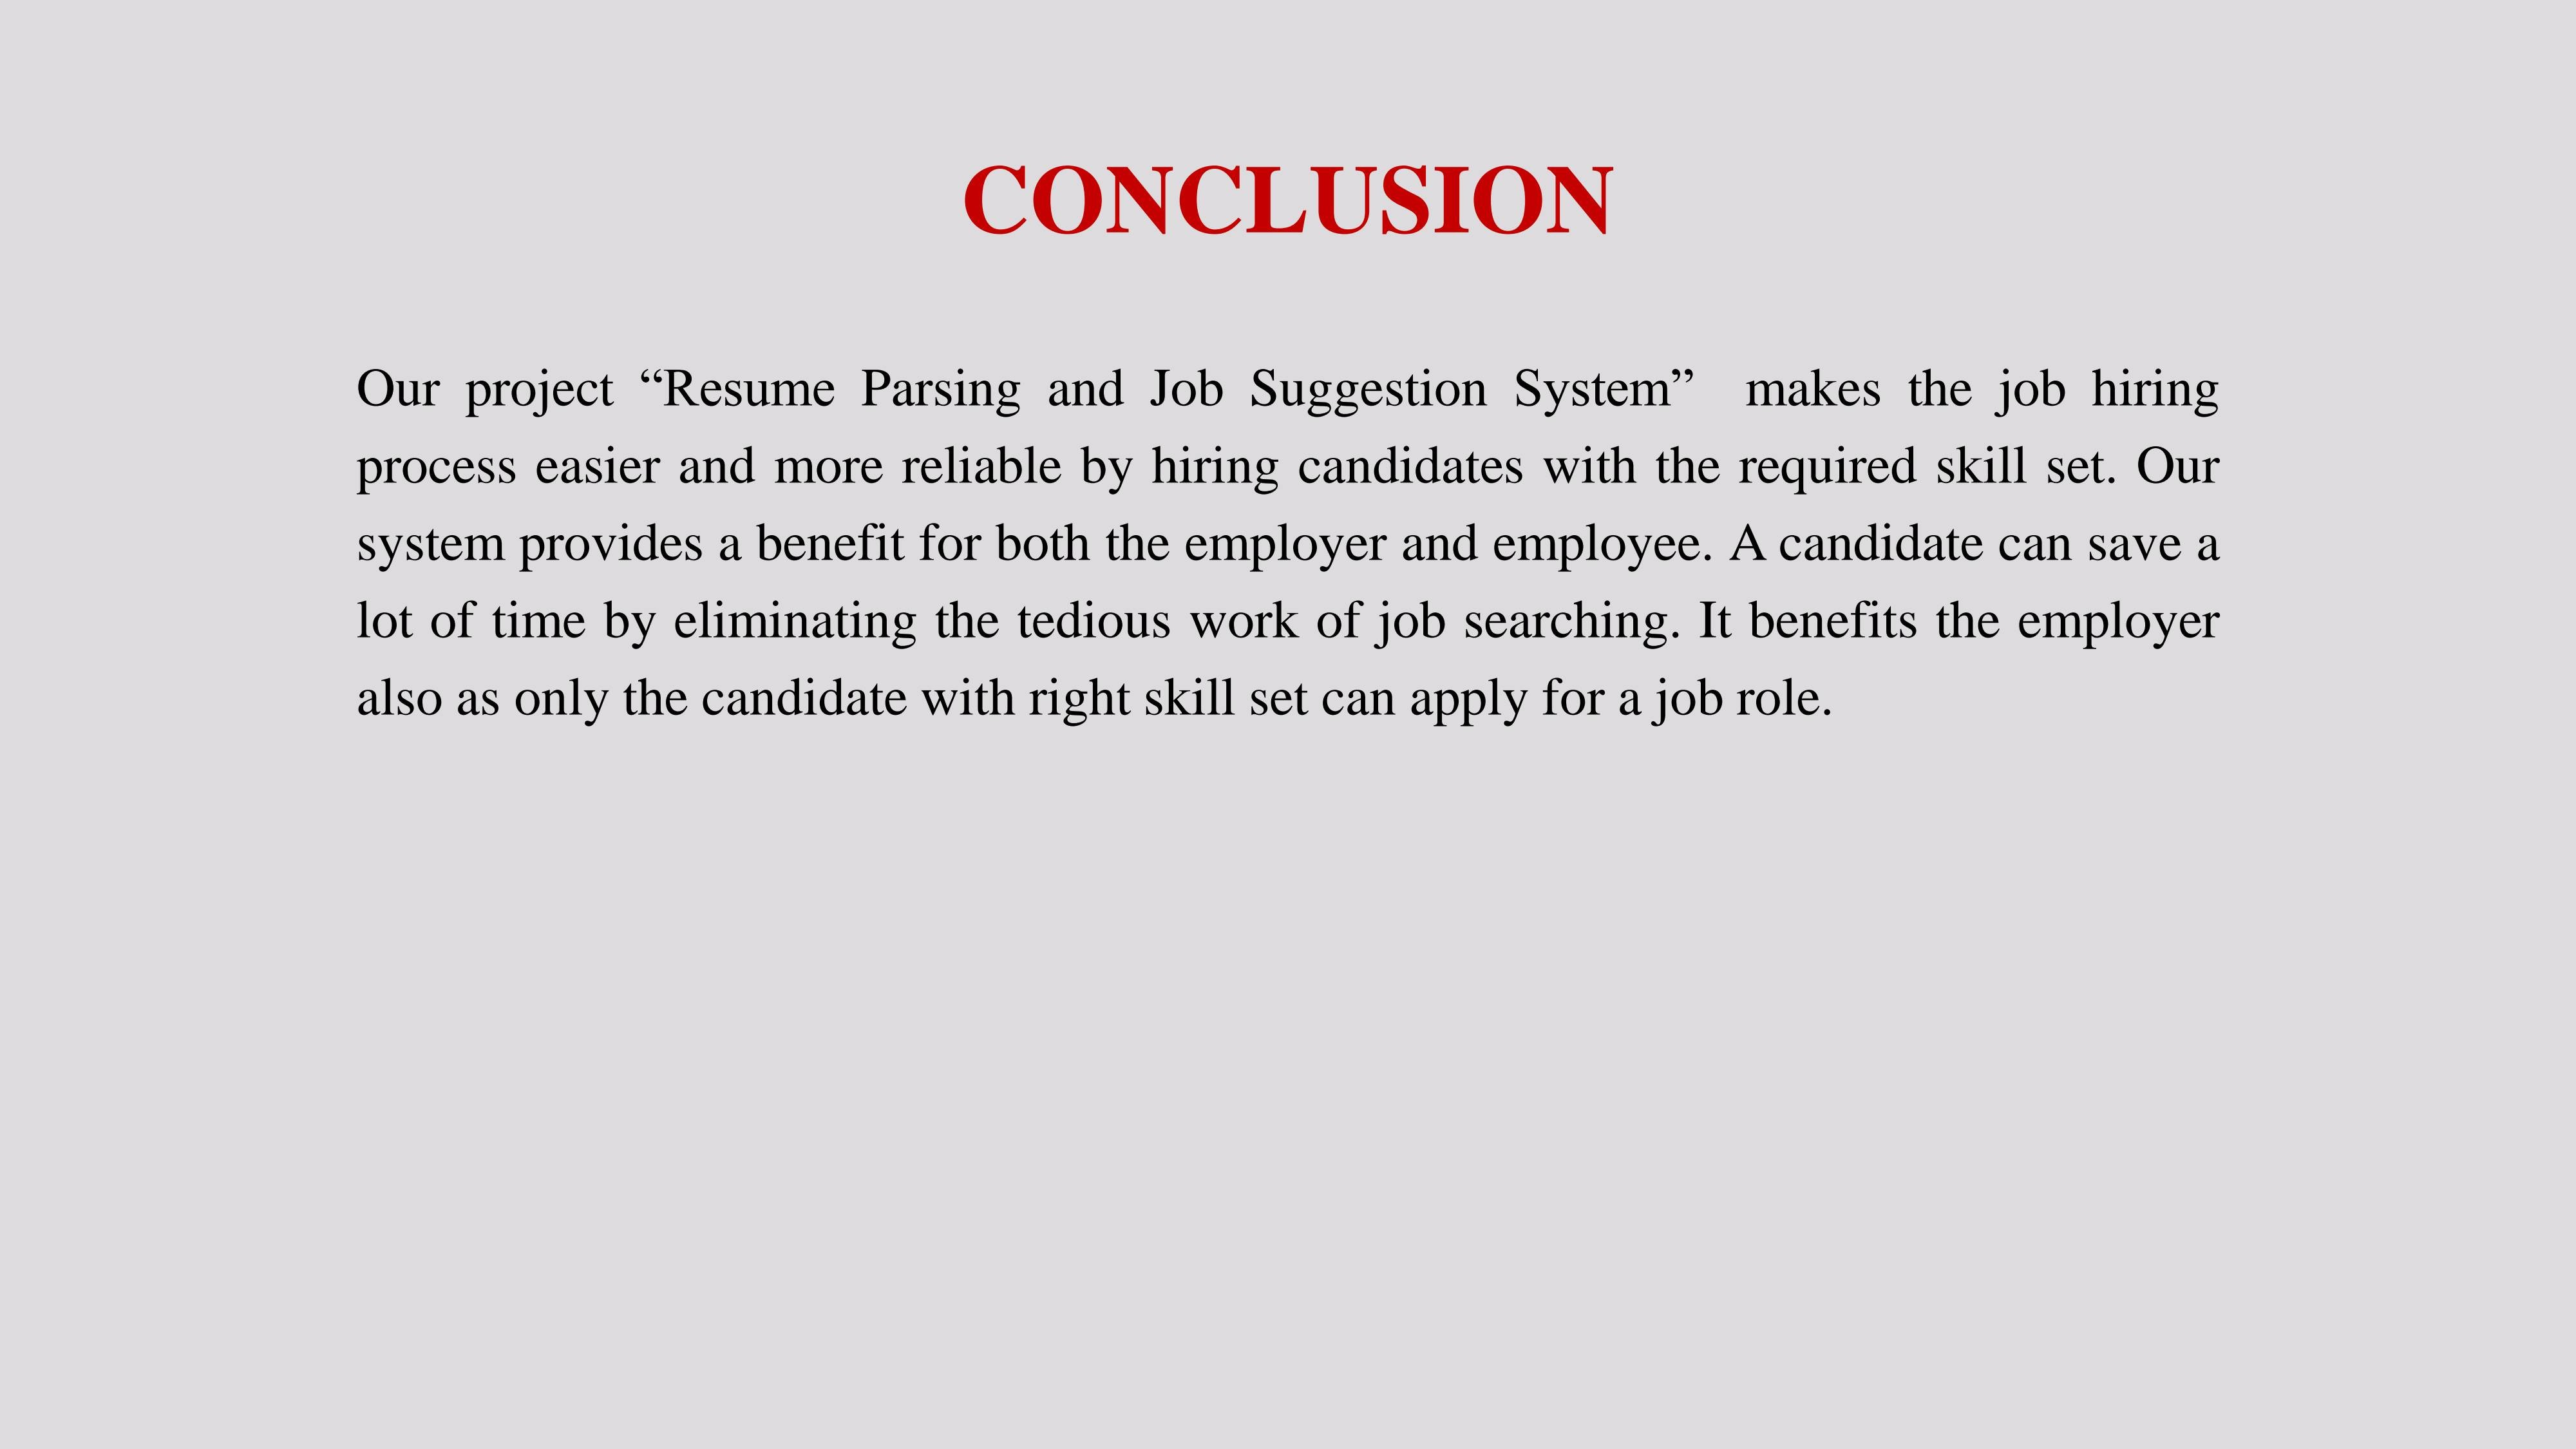 CONCLUSION
Our project “Resume Parsing and Job Suggestion System”  makes the job hiring
process easier and more reliable by hiring candidates with the required skill set. Our
system provides a benefit for both the employer and employee. A candidate can save a
lot of time by eliminating the tedious work of job searching. It benefits the employer
also as only the candidate with right skill set can apply for a job role.